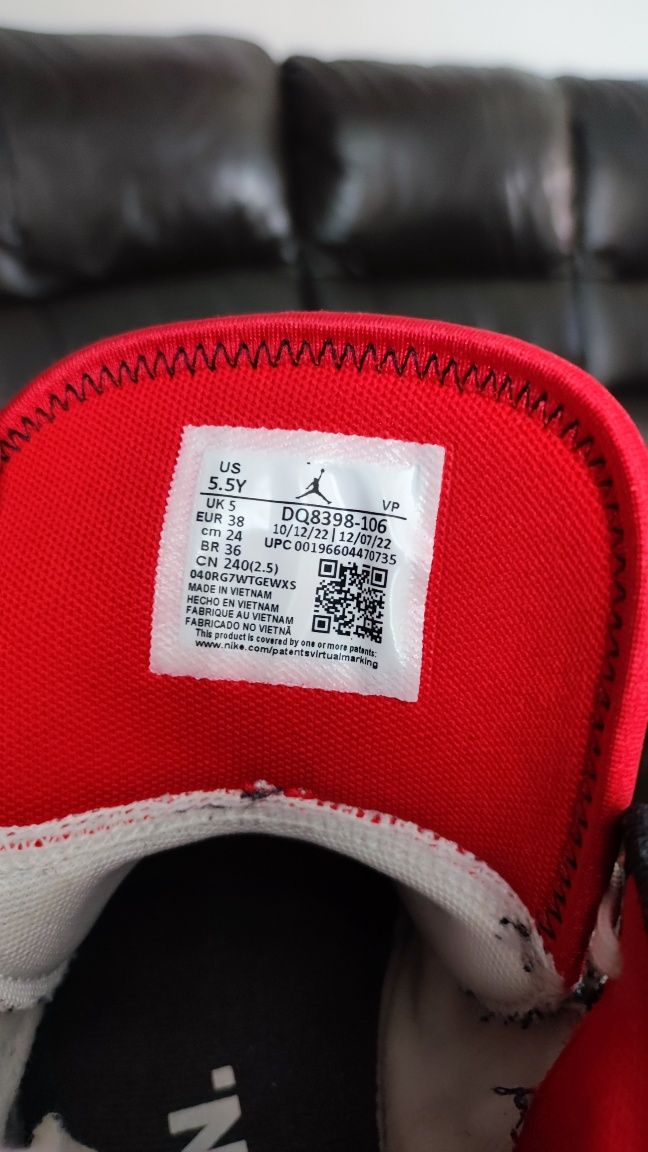 US
5.5Y
VP
UK 5
EUR 38
cm 24
BR 36
CN 240(2.5)
DQ8398-106
10/12/22 | 12/07/22
UPC 00196604470735
040RG7WTGEWXS
MADE IN VIETNAM
HECHO EN VIETNAM
FABRIQUE AU VIETNAM
FABRICADO NO VIETNÃ
This product is covered by one or more patents:
www.nike.com/patentsvirtualmarking